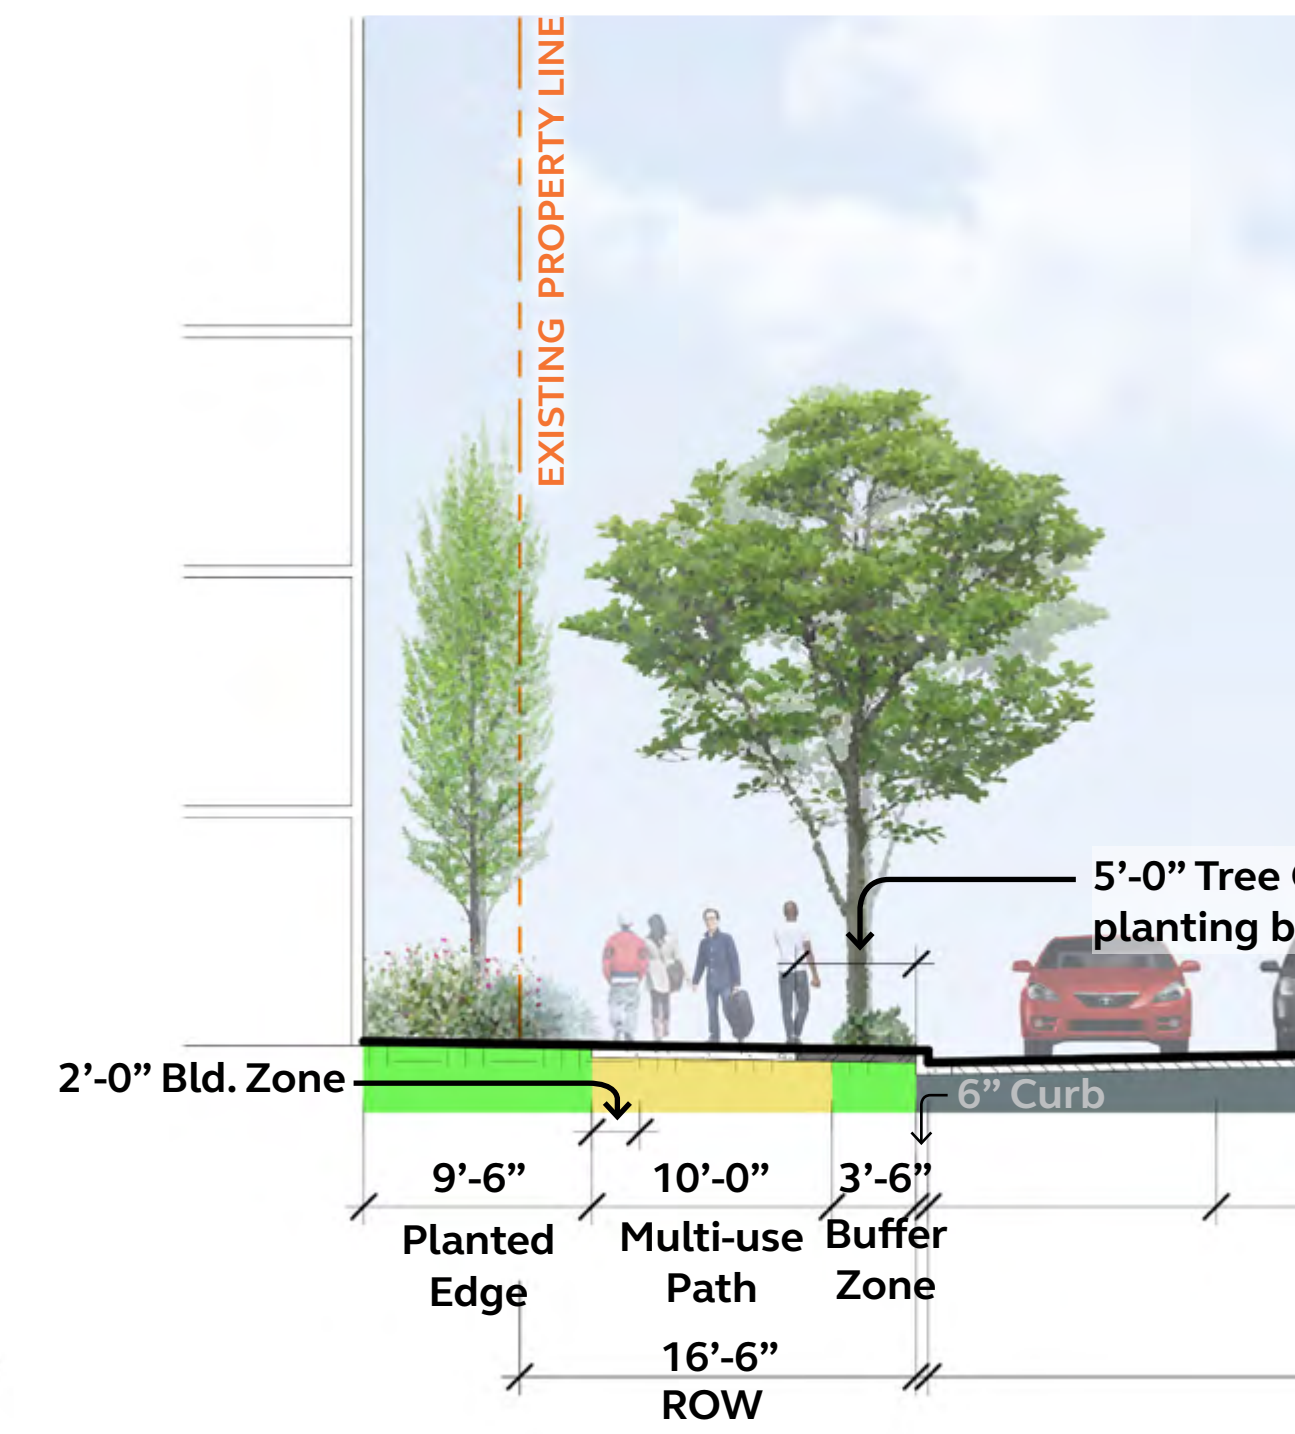 EXISTING PROPERTY LINE
5’-0” Tree
planting
2’-0” Bld. Zone
6” Curb
9’-6”
10’-0”
3’-6”
Planted
Edge
Multi-use
Path
Buffer
Zone
16’-6”
ROW